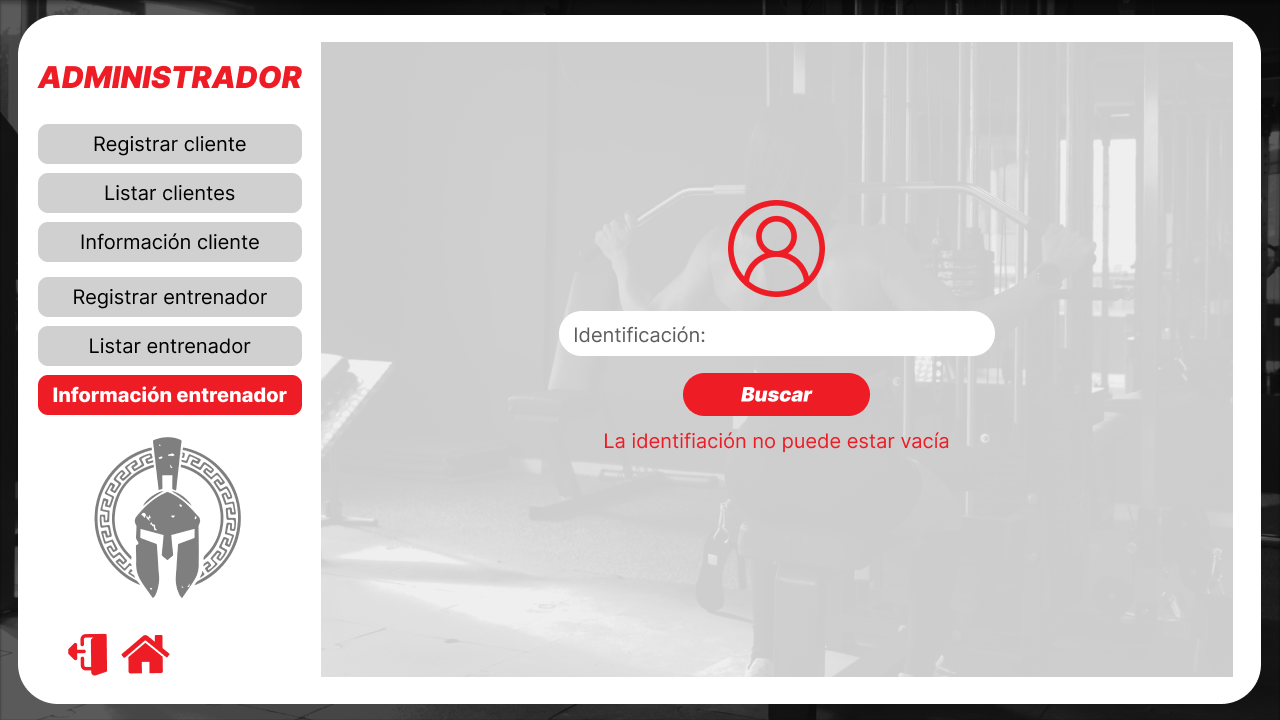 ADMINISTRADOR
Registrar cliente
Listar clientes
Información cliente
Registrar entrenador
Listar entrenador
Información entrenador
Identificación:
Buscar
La identifiación no puede estar vacía